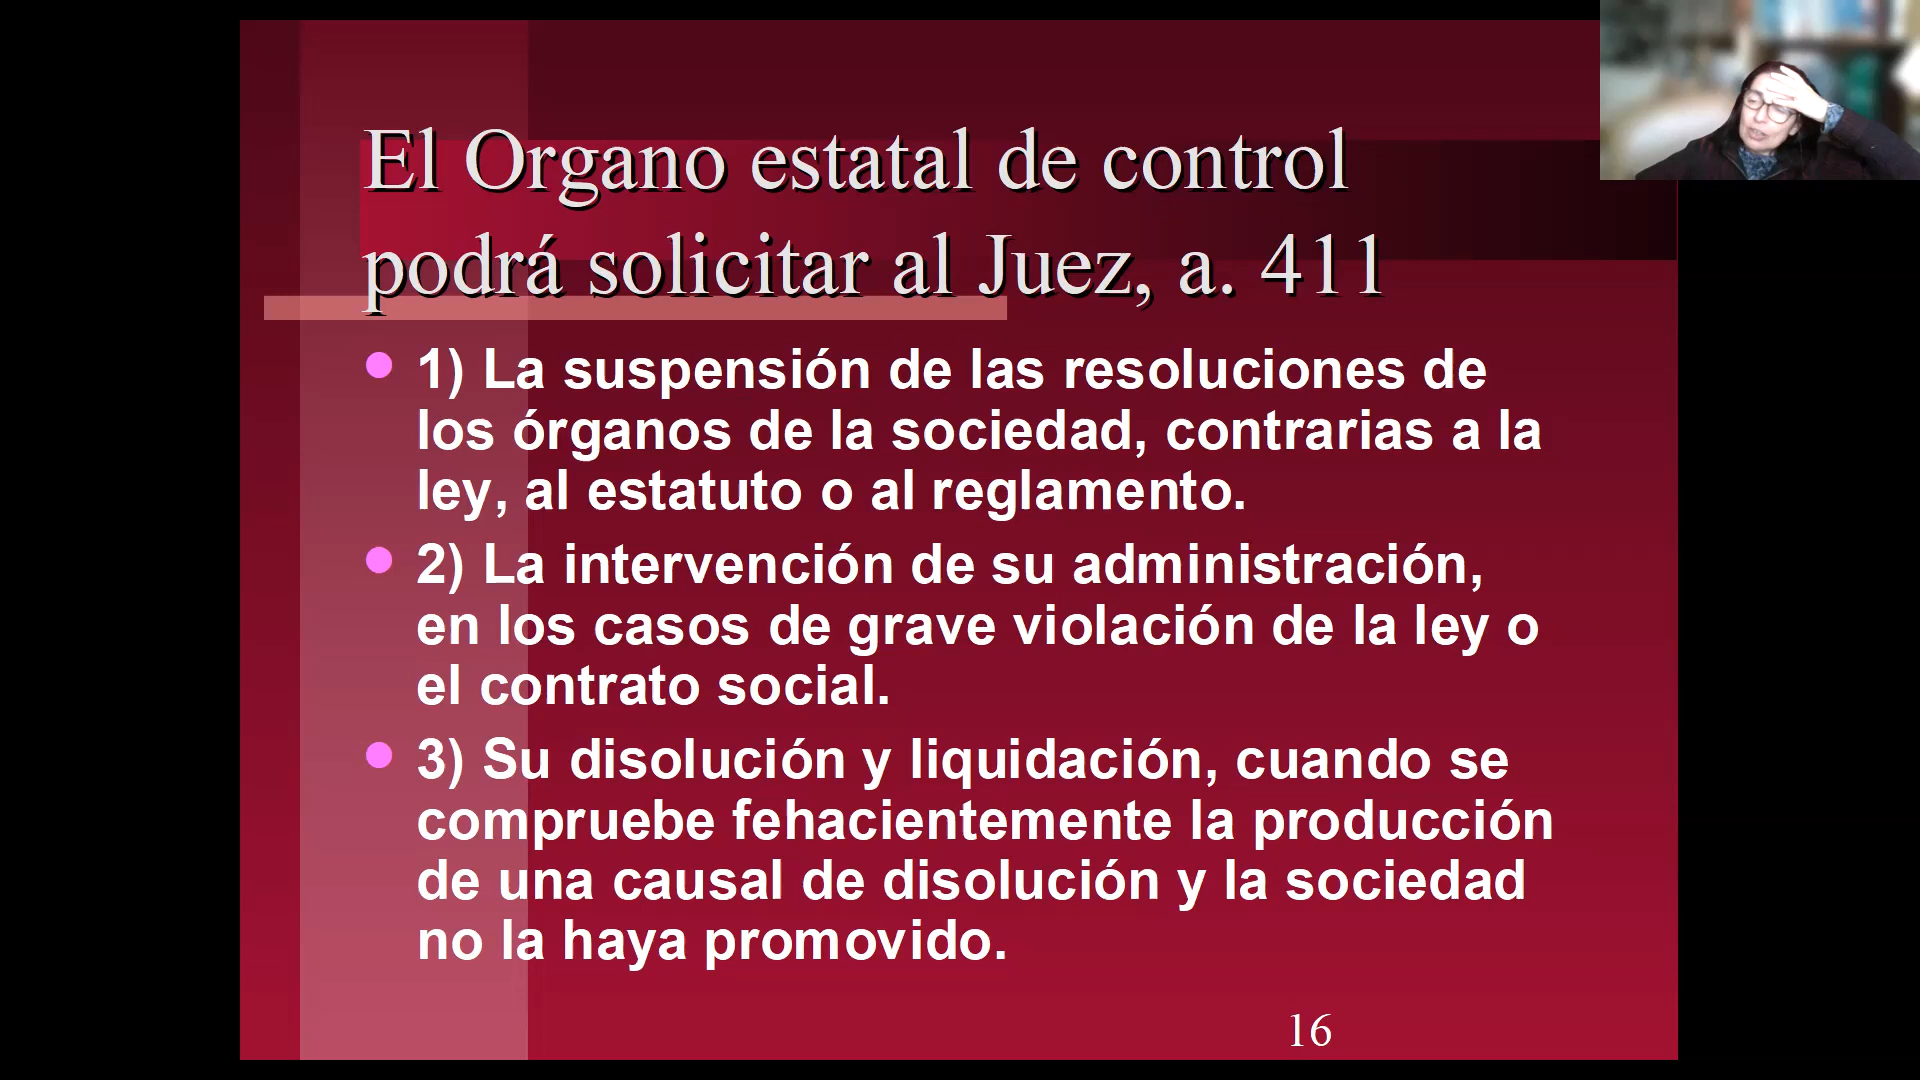 El Organo estatal de control
podrá solicitar al Juez, a. 411
1) La suspensión de las resoluciones de
los órganos de la sociedad, contrarias a la
ley, al estatuto o al reglamento.
2) La intervención de su administración,
en los casos de grave violación de la ley o
el contrato social.
3) Su disolución y liquidación, cuando se
compruebe fehacientemente la producción
de una causal de disolución y la sociedad
no la haya promovido.
16